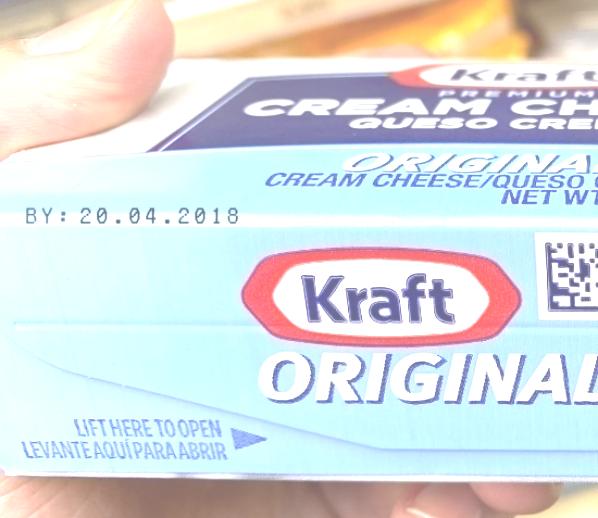 Kraft
PREMIUM
CREAM CH
QUESO CRE
ORIGINAL
CREAM CHEESE/QUESO
NET WT
BY: 20.04.2018
Kraft
ORIGINAL
LIFT HERE TO OPEN
LEVANTE AQUÍ PARA ABRIR